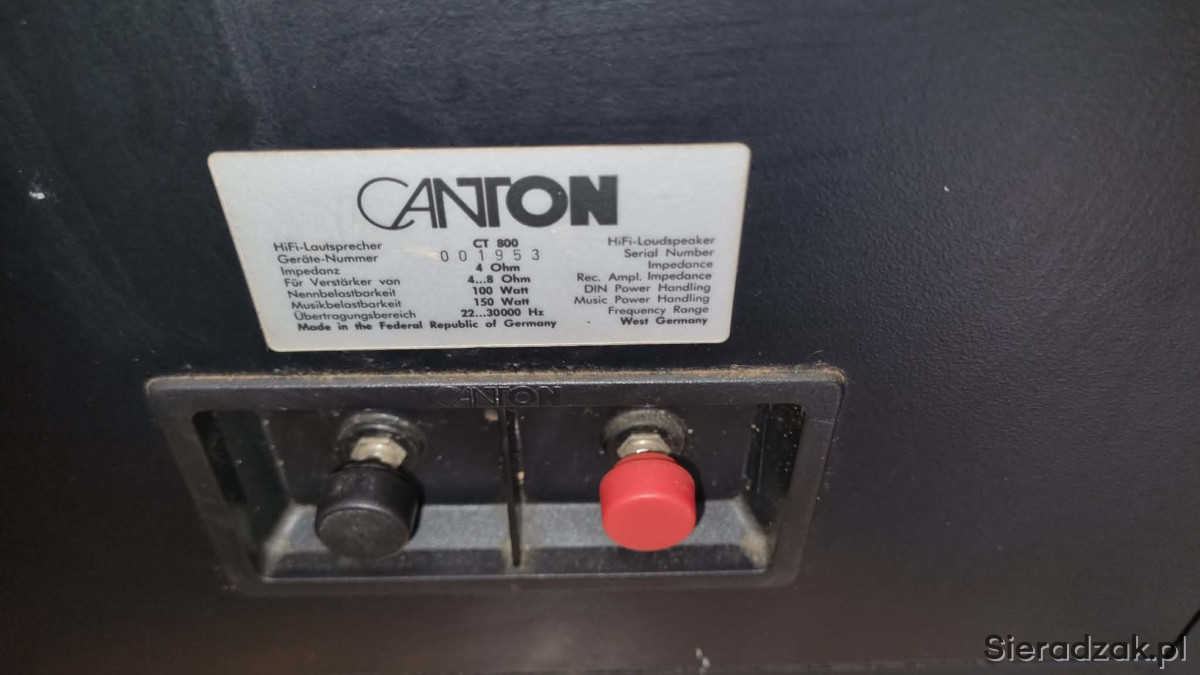 CANTON
HiFi-Lautsprecher CT 800 HiFi-Loudspeaker
Geräte-Nummer 001953 Serial Number
Impedanz 4 Ohm Impedance
Für Verstärker von 4...8 Ohm Rec. Ampl. Impedance
Nennbelastbarkeit 100 Watt DIN Power Handling
Musikbelastbarkeit 150 Watt Music Power Handling
Übertragungsbereich 22...30000 Hz Frequency Range
Made in the Federal Republic of Germany West Germany
CANTON
Sieradzak.pl